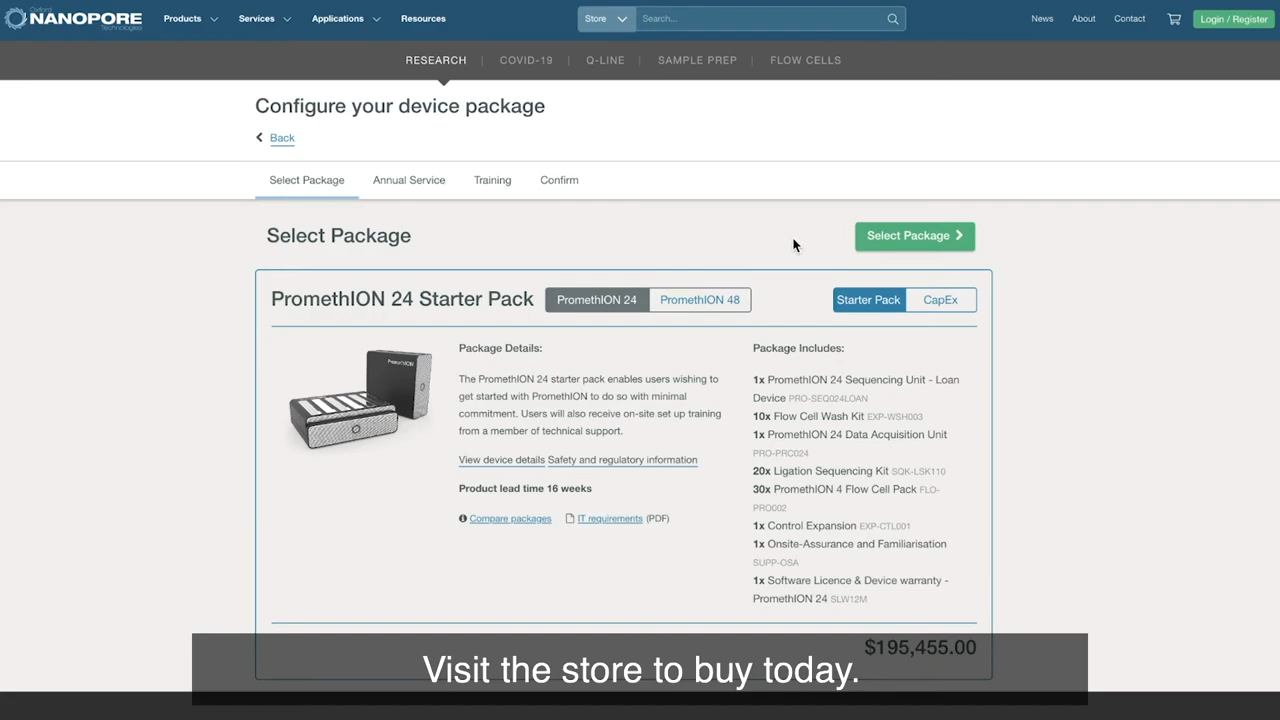 Oxford
NANOPORE
Technologies
Products
Services
Applications
Resources
Store
Search...
News
About
Contact
Login / Register
RESEARCH
COVID-19
Q-LINE
SAMPLE PREP
FLOW CELLS
Configure your device package
Back
Select Package
Annual Service
Training
Confirm
Select Package
Select Package
PromethION 24 Starter Pack
PromethION 24
PromethION 48
Starter Pack
CapEx
PromethION
Package Details:
The PromethION 24 starter pack enables users wishing to
get started with PromethION to do so with minimal
commitment. Users will also receive on-site set up training
from a member of technical support.
View device details Safety and regulatory information
Product lead time 16 weeks
Compare packages
IT requirements (PDF)
Package Includes:
1x PromethION 24 Sequencing Unit - Loan
Device PRO-SEQ024LOAN
10x Flow Cell Wash Kit EXP-WSH003
1x PromethION 24 Data Acquisition Unit
PRO-PRC024
20x Ligation Sequencing Kit SQK-LSK110
30x PromethION 4 Flow Cell Pack FLO-
PRO002
1x Control Expansion EXP-CTL001
1x Onsite-Assurance and Familiarisation
SUPP-OSA
1x Software Licence & Device warranty -
PromethION 24 SLW12M
$195,455.00
Visit the store to buy today.